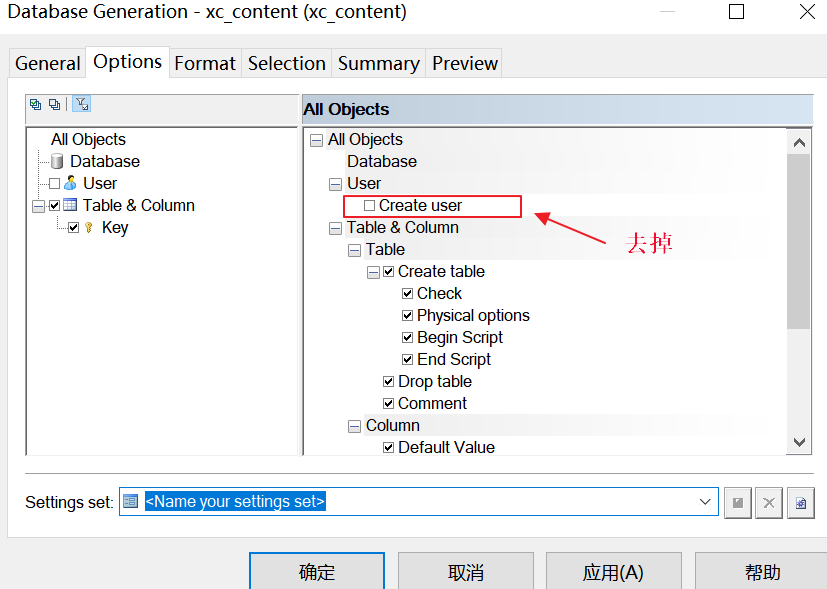 Database Generation - xc_content (xc_content)
General Options Format Selection Summary Preview
All Objects
All Objects
Database
User
Table & Column
Key
All Objects
Database
User
Create user
去掉
Table & Column
Table
Create table
Check
Physical options
Begin Script
End Script
Drop table
Comment
Column
Default Value
Settings set: <Name your settings set>
确定 取消 应用(A) 帮助